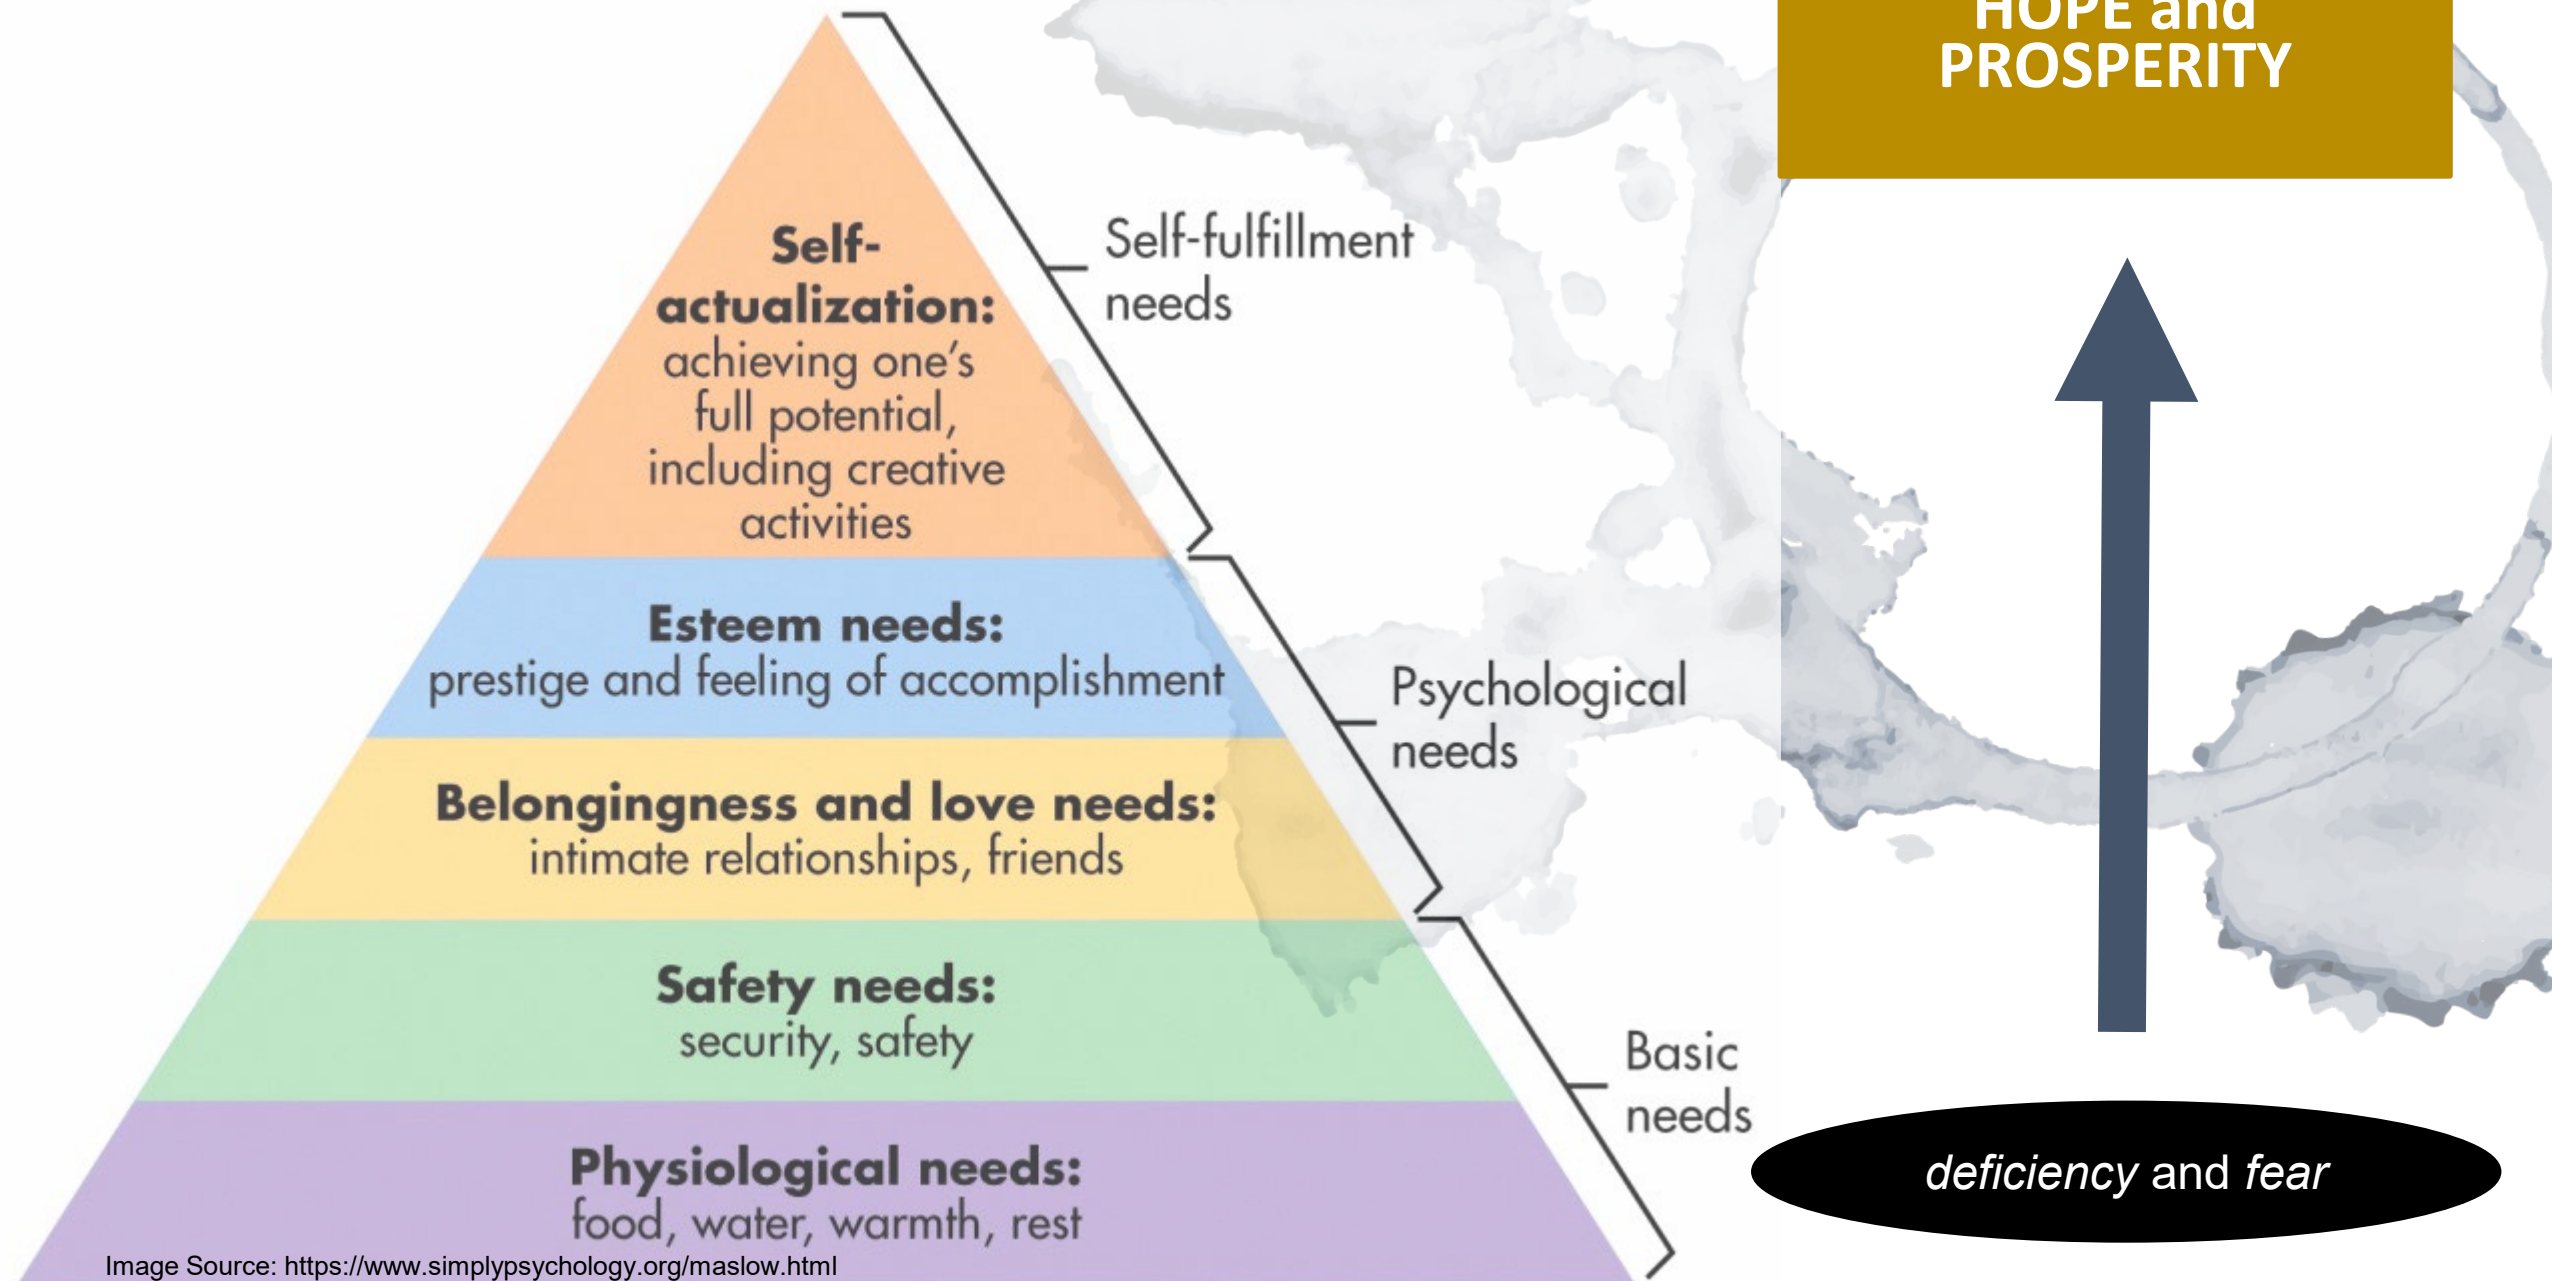 HOPE and
PROSPERITY
Self-
actualization:
achieving one's
full potential,
including creative
activities
Self-fulfillment
needs
Esteem needs:
prestige and feeling of accomplishment
Psychological
needs
Belongingness and love needs:
intimate relationships, friends
Safety needs:
security, safety
Basic
needs
Physiological needs:
food, water, warmth, rest
deficiency and fear
Image Source: https://www.simplypsychology.org/maslow.html